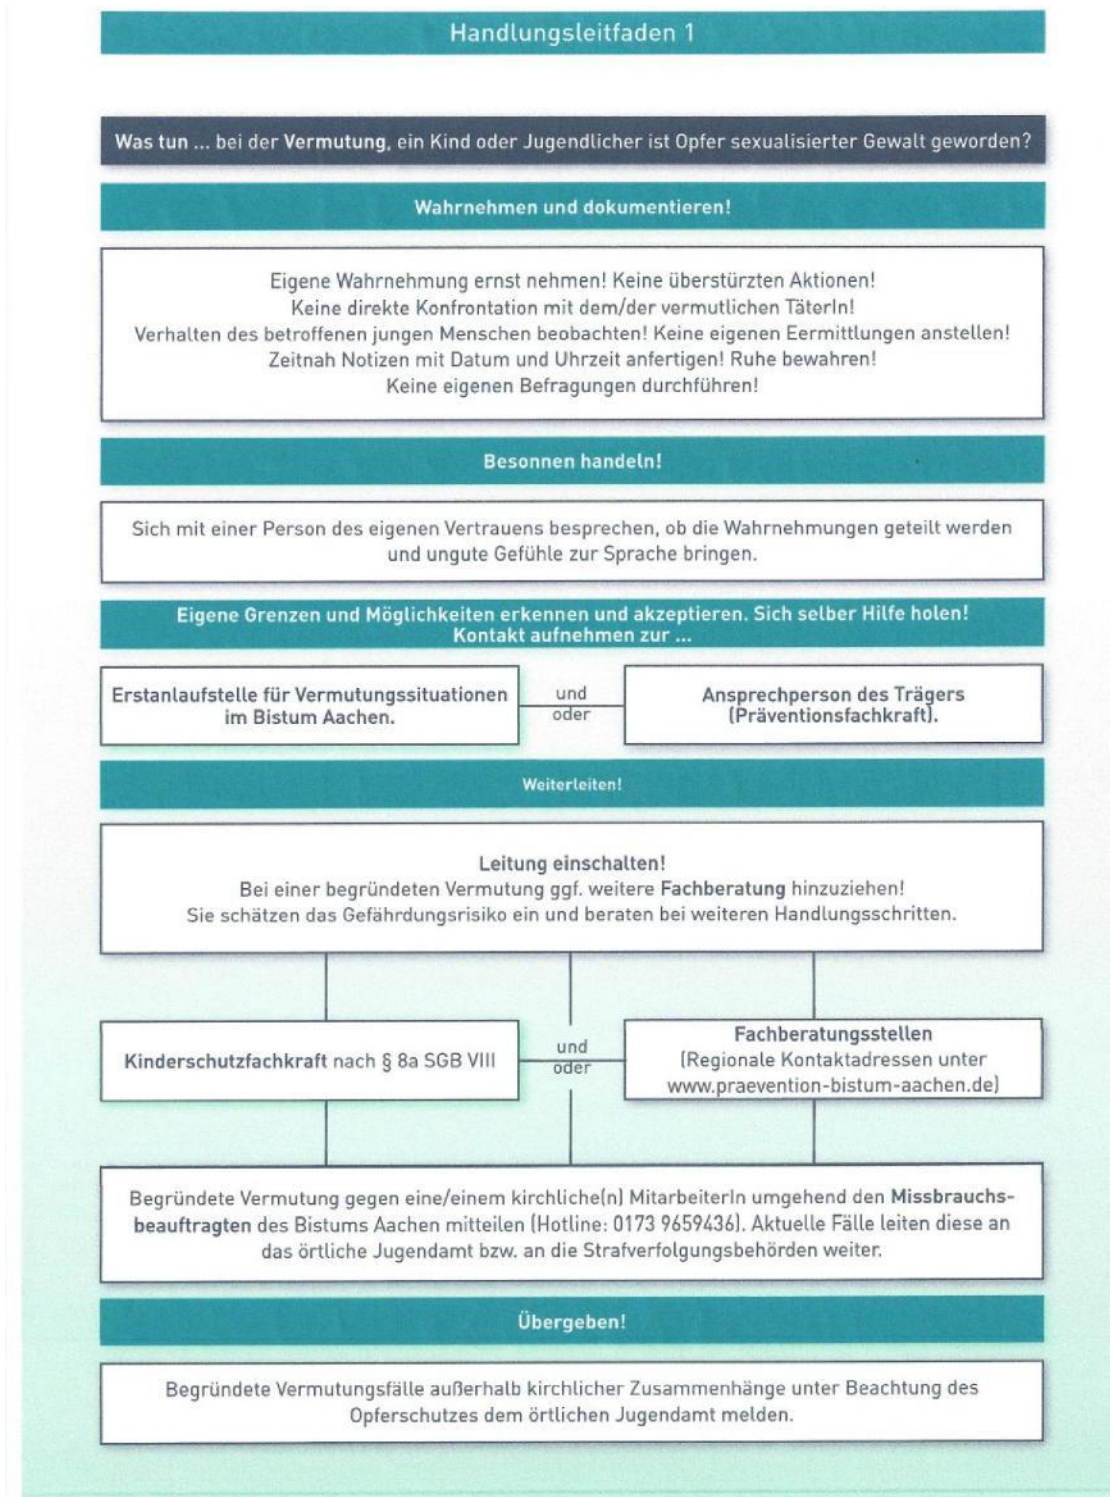 Handlungsleitfaden 1
Was tun ... bei der Vermutung, ein Kind oder Jugendlicher ist Opfer sexualisierter Gewalt geworden?
Wahrnehmen und dokumentieren!
Eigene Wahrnehmung ernst nehmen! Keine überstürzten Aktionen!
Keine direkte Konfrontation mit dem/der vermutlichen TäterIn!
Verhalten des betroffenen jungen Menschen beobachten! Keine eigenen Eermittlungen anstellen!
Zeitnah Notizen mit Datum und Uhrzeit anfertigen! Ruhe bewahren!
Keine eigenen Befragungen durchführen!
Besonnen handeln!
Sich mit einer Person des eigenen Vertrauens besprechen, ob die Wahrnehmungen geteilt werden
und ungute Gefühle zur Sprache bringen.
Eigene Grenzen und Möglichkeiten erkennen und akzeptieren. Sich selber Hilfe holen!
Kontakt aufnehmen zur ...
Erstanlaufstelle für Vermutungssituationen
im Bistum Aachen.
und
oder
Ansprechperson des Trägers
(Präventionsfachkraft).
Weiterleiten!
Leitung einschalten!
Bei einer begründeten Vermutung ggf. weitere Fachberatung hinzuziehen!
Sie schätzen das Gefährdungsrisiko ein und beraten bei weiteren Handlungsschritten.
Kinderschutzfachkraft nach § 8a SGB VIII
und
oder
Fachberatungsstellen
(Regionale Kontaktadressen unter
www.praevention-bistum-aachen.de)
Begründete Vermutung gegen eine/einem kirchliche(n) MitarbeiterIn umgehend den Missbrauchs-
beauftragten des Bistums Aachen mitteilen (Hotline: 0173 9659436). Aktuelle Fälle leiten diese an
das örtliche Jugendamt bzw. an die Strafverfolgungsbehörden weiter.
Übergeben!
Begründete Vermutungsfälle außerhalb kirchlicher Zusammenhänge unter Beachtung des
Opferschutzes dem örtlichen Jugendamt melden.